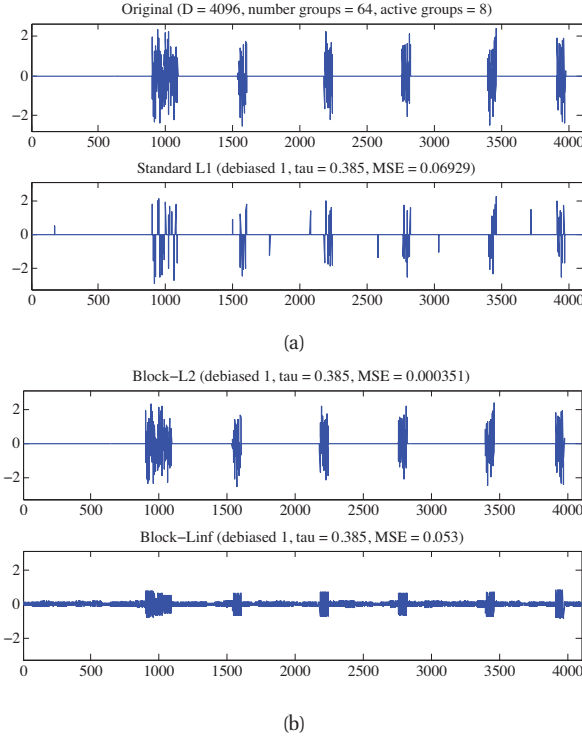 Original (D = 4096, number groups = 64, active groups = 8)
2
0
−2
0 500 1000 1500 2000 2500 3000 3500 4000
Standard L1 (debiased 1, tau = 0.385, MSE = 0.06929)
2
0
−2
0 500 1000 1500 2000 2500 3000 3500 4000
(a)
Block−L2 (debiased 1, tau = 0.385, MSE = 0.000351)
2
0
−2
0 500 1000 1500 2000 2500 3000 3500 4000
Block−Linf (debiased 1, tau = 0.385, MSE = 0.053)
2
0
−2
0 500 1000 1500 2000 2500 3000 3500 4000
(b)